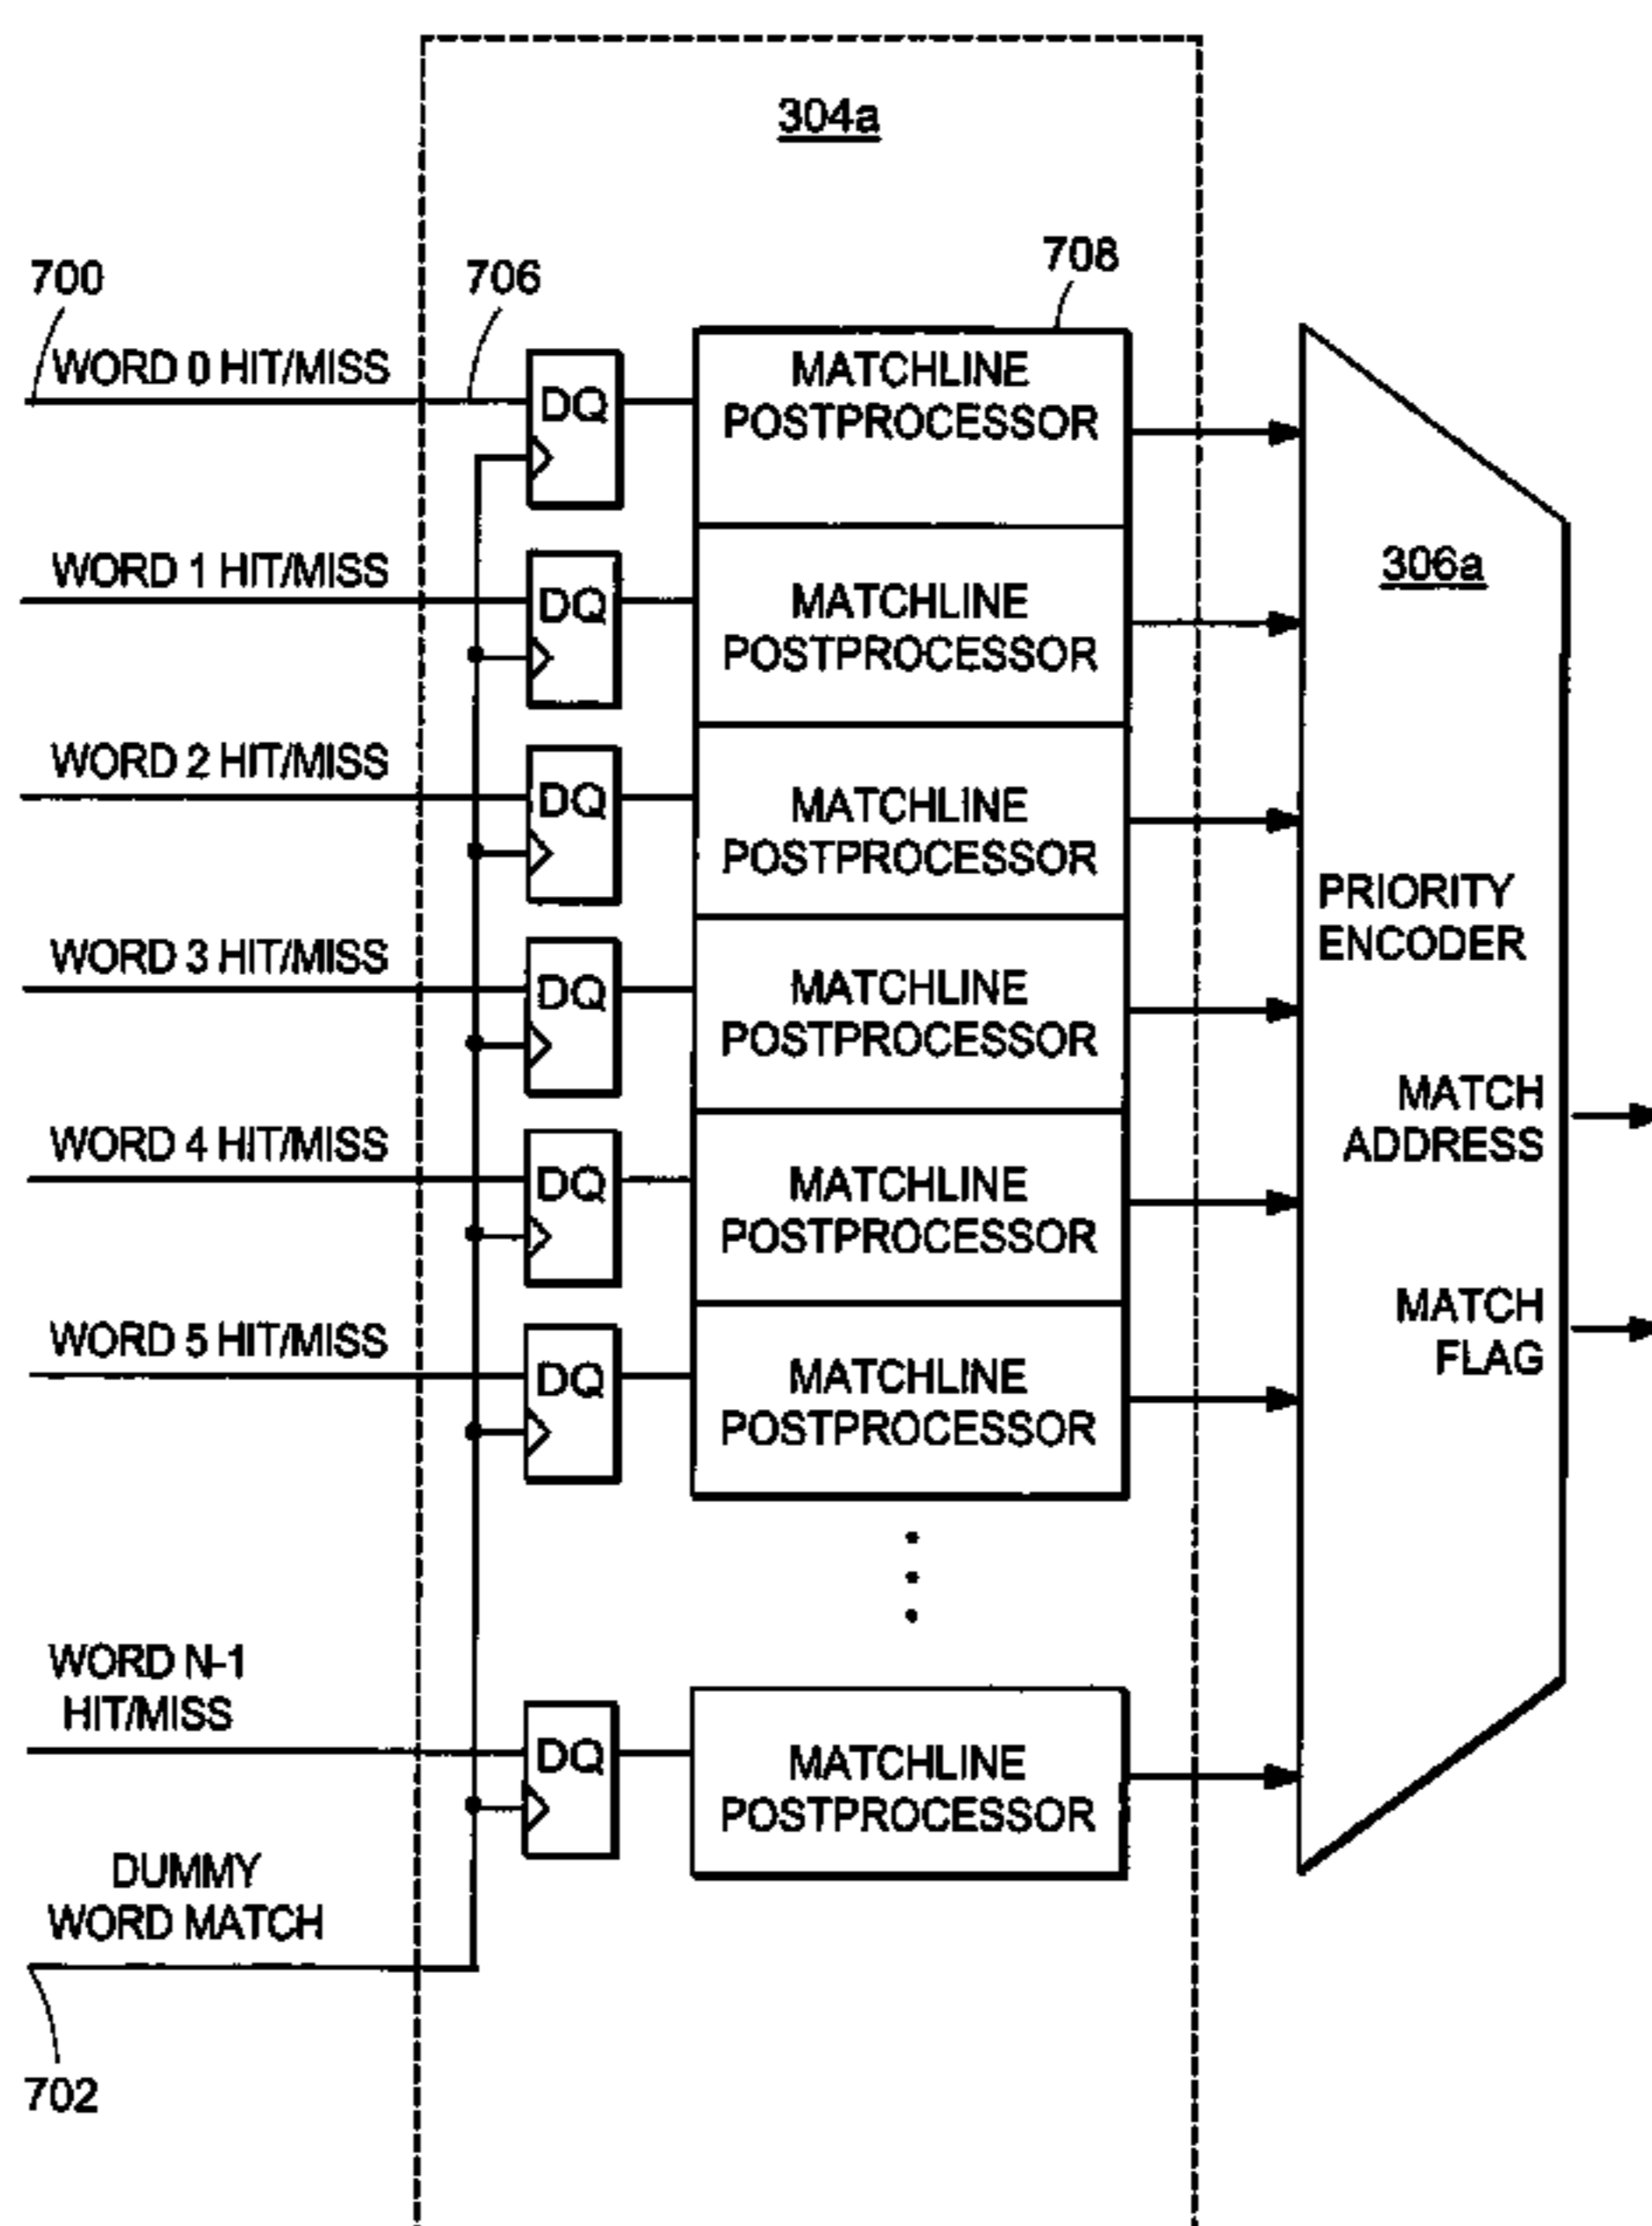 304a
700
706
708
WORD 0 HIT/MISS
DQ
MATCHLINE
POSTPROCESSOR
WORD 1 HIT/MISS
DQ
MATCHLINE
POSTPROCESSOR
306a
WORD 2 HIT/MISS
DQ
MATCHLINE
POSTPROCESSOR
PRIORITY
ENCODER
WORD 3 HIT/MISS
DQ
MATCHLINE
POSTPROCESSOR
MATCH
ADDRESS
WORD 4 HIT/MISS
DQ
MATCHLINE
POSTPROCESSOR
MATCH
FLAG
WORD 5 HIT/MISS
DQ
MATCHLINE
POSTPROCESSOR
WORD N-1
HIT/MISS
DQ
MATCHLINE
POSTPROCESSOR
DUMMY
WORD MATCH
702